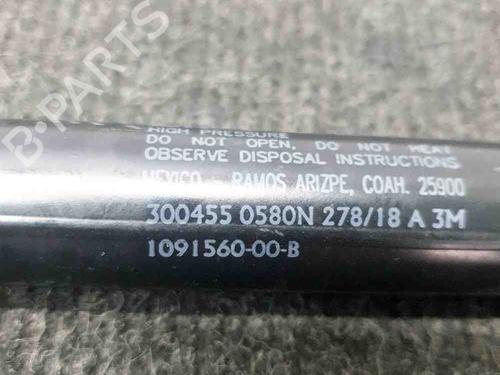 HIGH PRESSURE
DO NOT OPEN, DO NOT HEAT
OBSERVE DISPOSAL INSTRUCTIONS
MEXICO - RAMOS ARIZPE, COAH. 25900
300455 0580N 278/18 A 3M
1091560-00-B
B-PARTS